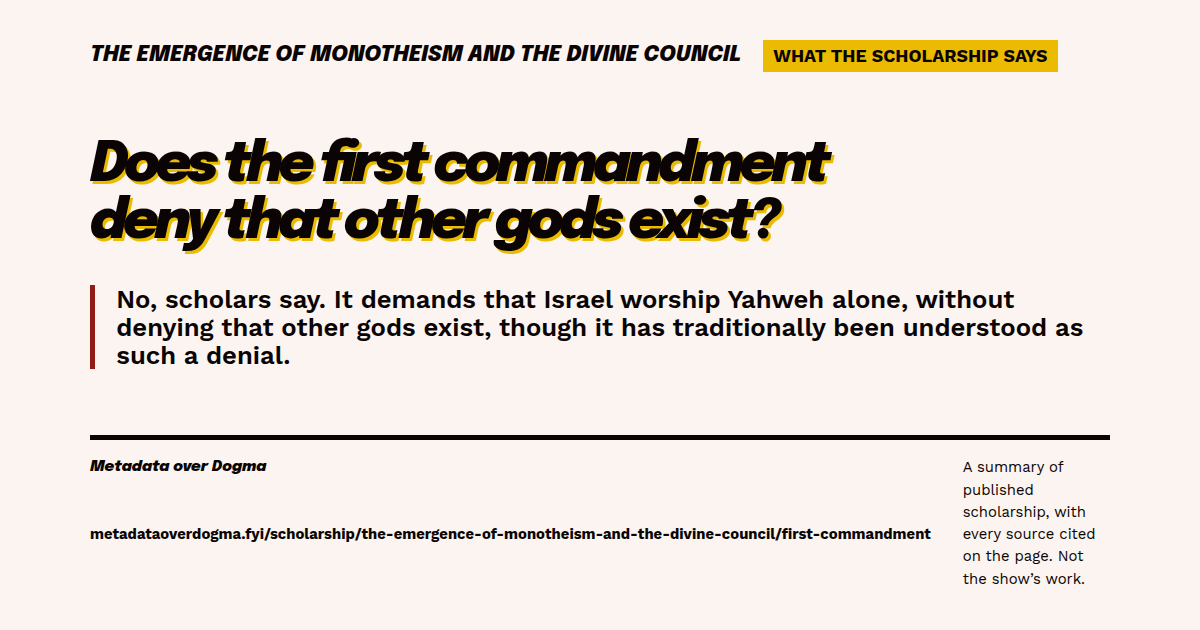 THE EMERGENCE OF MONOTHEISM AND THE DIVINE COUNCIL
WHAT THE SCHOLARSHIP SAYS
Does the first commandment
deny that other gods exist?
No, scholars say. It demands that Israel worship Yahweh alone, without
denying that other gods exist, though it has traditionally been understood as
such a denial.
Metadata over Dogma
metadataoverdogma.fyi/scholarship/the-emergence-of-monotheism-and-the-divine-council/first-commandment
A summary of
published
scholarship, with
every source cited
on the page. Not
the show’s work.